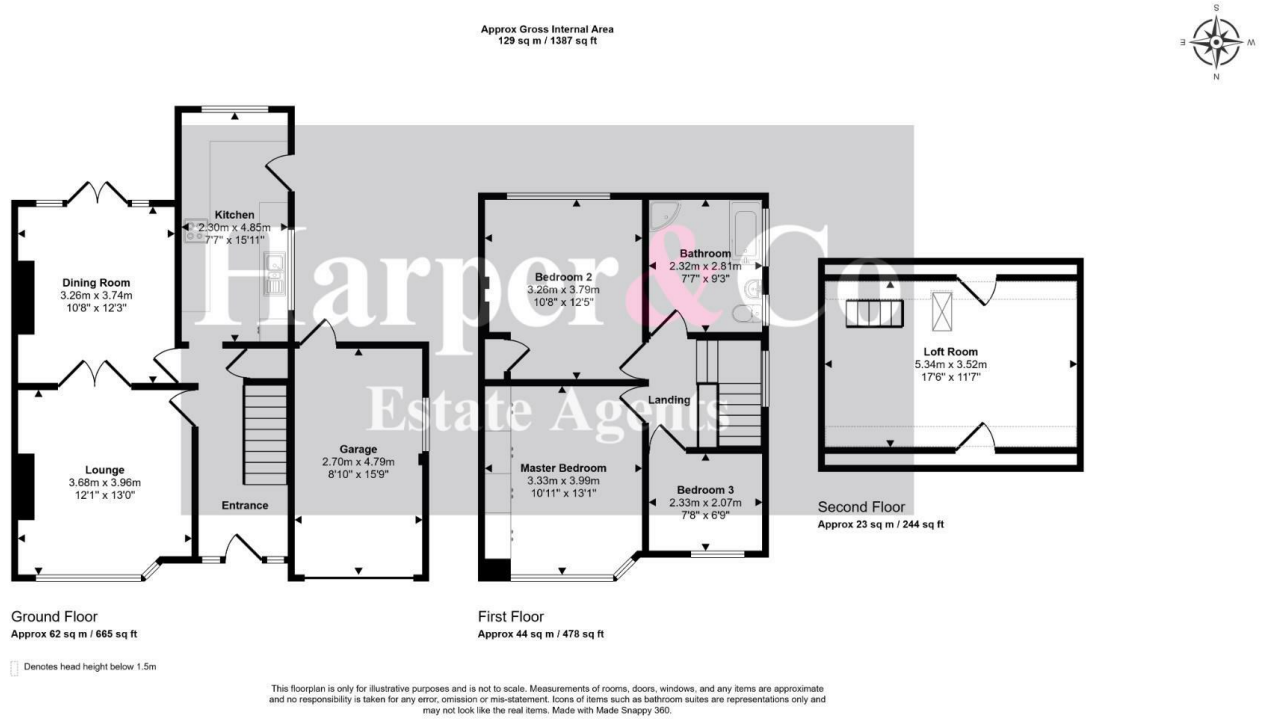 Approx Gross Internal Area
129 sq m / 1387 sq ft
S
E
W
N
Harper&Co
Estate Agents
Kitchen
2.30m x 4.85m
7'7" x 15'11"
Dining Room
3.26m x 3.74m
10'8" x 12'3"
Lounge
3.68m x 3.96m
12'1" x 13'0"
Entrance
Garage
2.70m x 4.79m
8'10" x 15'9"
Bedroom 2
3.26m x 3.79m
10'8" x 12'5"
Bathroom
2.32m x 2.81m
7'7" x 9'3"
Landing
Master Bedroom
3.33m x 3.99m
10'11" x 13'1"
Bedroom 3
2.33m x 2.07m
7'8" x 6'9"
Loft Room
5.34m x 3.52m
17'6" x 11'7"
Second Floor
Approx 23 sq m / 244 sq ft
Ground Floor
Approx 62 sq m / 665 sq ft
First Floor
Approx 44 sq m / 478 sq ft
Denotes head height below 1.5m
This floorplan is only for illustrative purposes and is not to scale. Measurements of rooms, doors, windows, and any items are approximate
and no responsibility is taken for any error, omission or mis-statement. Icons of items such as bathroom suites are representations only and
may not look like the real items. Made with Made Snappy 360.